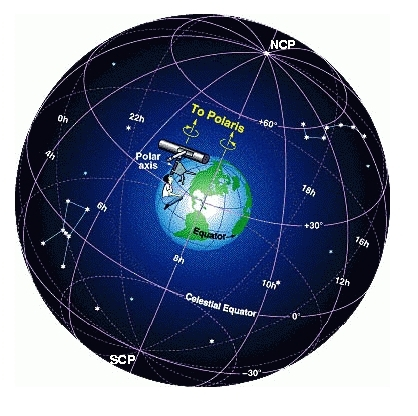 NCP
To Polaris
+60°
0h
22h
4h
Polar
axis
18h
6h
+30°
Equator
16h
8h
10h
12h
Celestial Equator
0°
SCP
-30°